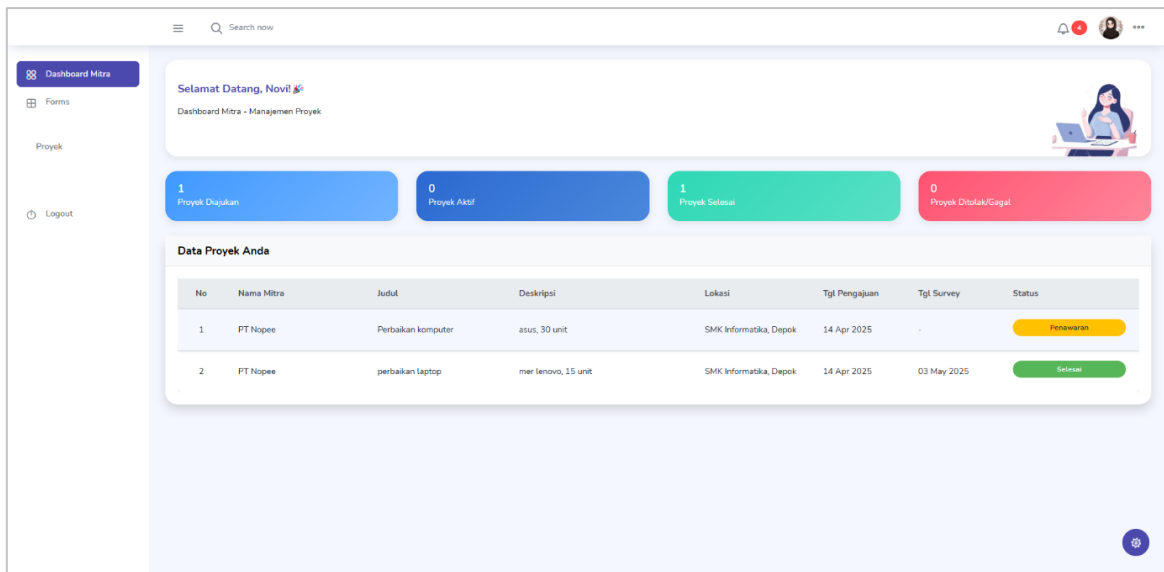 Search now
4
Dashboard Mitra
Forms
Proyek
Logout
Selamat Datang, Novi!🎉
Dashboard Mitra - Manajemen Proyek
1
Proyek Diajukan
0
Proyek Aktif
1
Proyek Selesai
0
Proyek Ditolak/Gagal
Data Proyek Anda
No Nama Mitra Judul Deskripsi Lokasi Tgl Pengajuan Tgl Survey Status
1 PT Nopee Perbaikan komputer asus, 30 unit SMK Informatika, Depok 14 Apr 2025 - Penawaran
2 PT Nopee perbaikan laptop mer lenovo, 15 unit SMK Informatika, Depok 14 Apr 2025 03 May 2025 Selesai